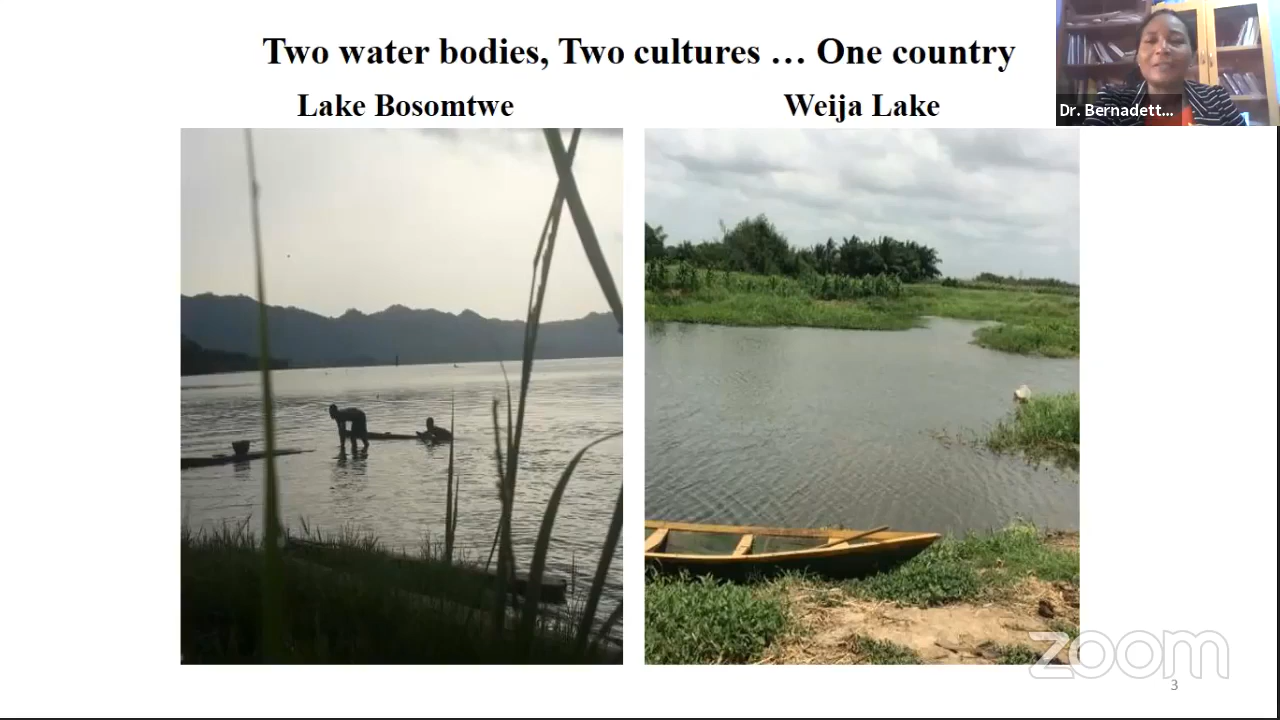 Two water bodies, Two cultures … One country
Lake Bosomtwe
Weija Lake
Dr. Bernadett...
zoom
3